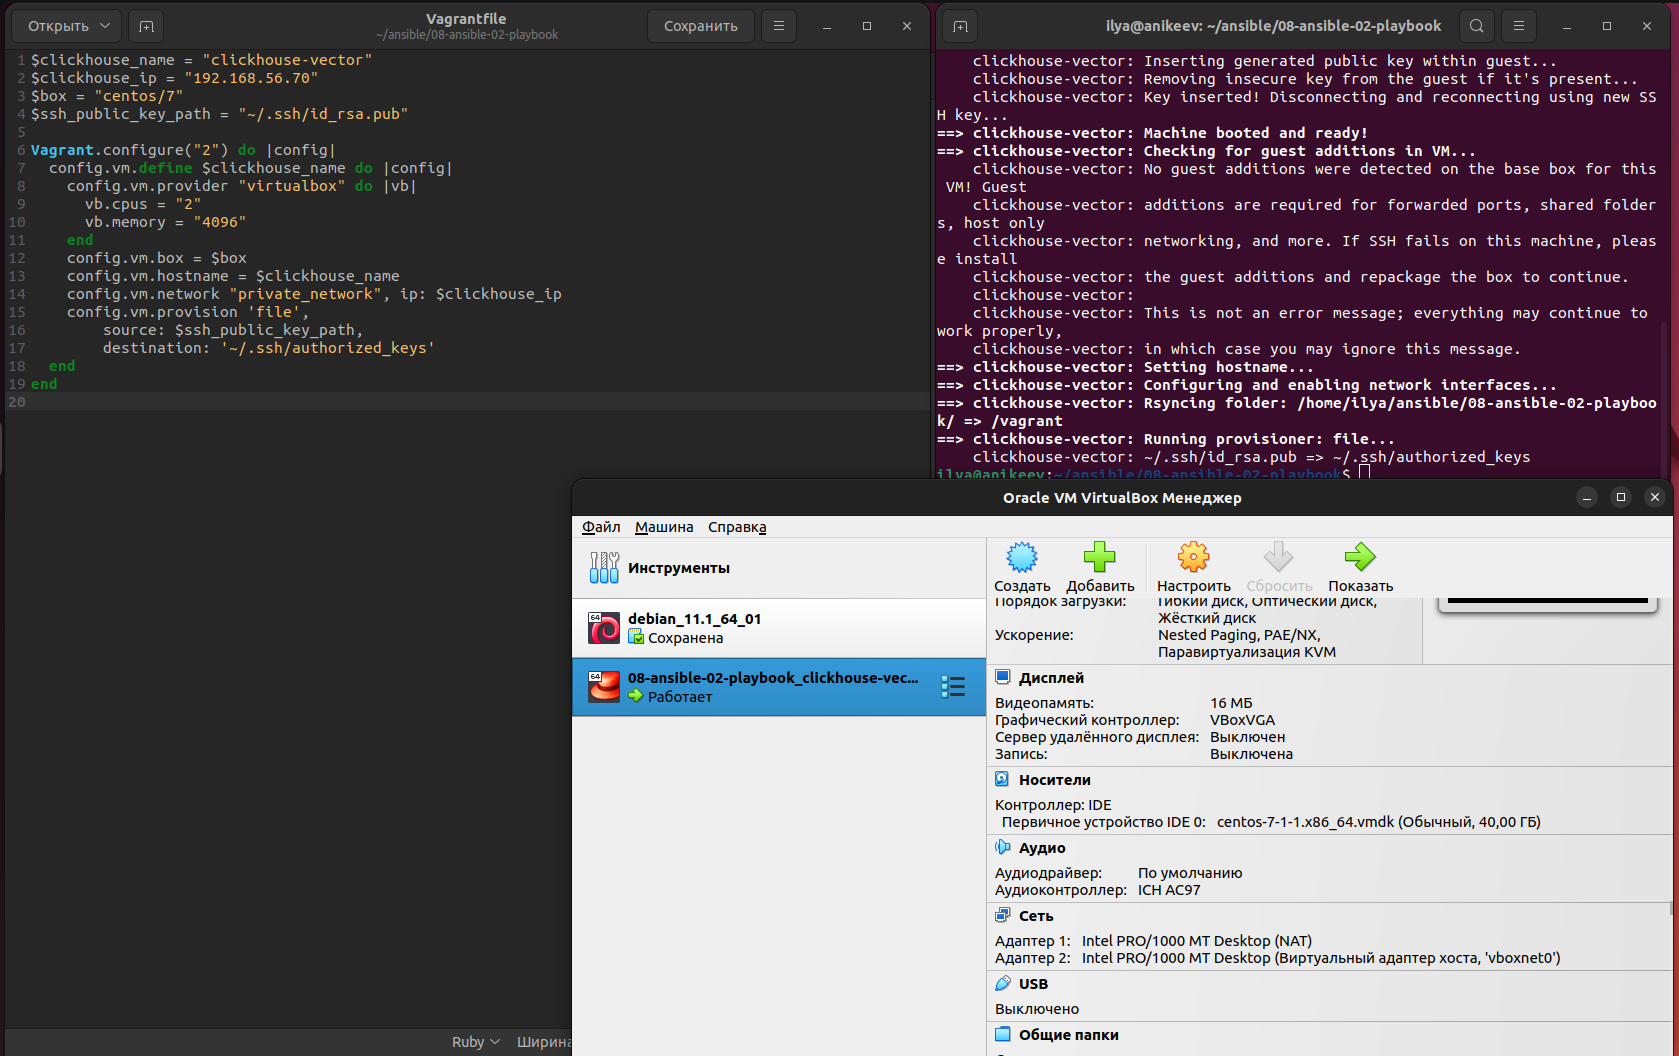 Открыть
Vagrantfile
~/ansible/08-ansible-02-playbook
Сохранить
1 $clickhouse_name = "clickhouse-vector"
2 $clickhouse_ip = "192.168.56.70"
3 $box = "centos/7"
4 $ssh_public_key_path = "~/.ssh/id_rsa.pub"
5
6 Vagrant.configure("2") do |config|
7   config.vm.define $clickhouse_name do |config|
8     config.vm.provider "virtualbox" do |vb|
9       vb.cpus = "2"
10       vb.memory = "4096"
11     end
12     config.vm.box = $box
13     config.vm.hostname = $clickhouse_name
14     config.vm.network "private_network", ip: $clickhouse_ip
15     config.vm.provision 'file',
16         source: $ssh_public_key_path,
17         destination: '~/.ssh/authorized_keys'
18   end
19 end
20
Ruby
ilya@anikeev: ~/ansible/08-ansible-02-playbook
    clickhouse-vector: Inserting generated public key within guest...
    clickhouse-vector: Removing insecure key from the guest if it's present...
    clickhouse-vector: Key inserted! Disconnecting and reconnecting using new SS
H key...
==> clickhouse-vector: Machine booted and ready!
==> clickhouse-vector: Checking for guest additions in VM...
    clickhouse-vector: No guest additions were detected on the base box for this
 VM! Guest
    clickhouse-vector: additions are required for forwarded ports, shared folder
s, host only
    clickhouse-vector: networking, and more. If SSH fails on this machine, pleas
e install
    clickhouse-vector: the guest additions and repackage the box to continue.
    clickhouse-vector:
    clickhouse-vector: This is not an error message; everything may continue to
work properly,
    clickhouse-vector: in which case you may ignore this message.
==> clickhouse-vector: Setting hostname...
==> clickhouse-vector: Configuring and enabling network interfaces...
==> clickhouse-vector: Rsyncing folder: /home/ilya/ansible/08-ansible-02-playboo
k/ => /vagrant
==> clickhouse-vector: Running provisioner: file...
    clickhouse-vector: ~/.ssh/id_rsa.pub => ~/.ssh/authorized_keys
ilya@anikeev:~/ansible/08-ansible-02-playbook$
Oracle VM VirtualBox Менеджер
Файл Машина Справка
Инструменты
64
debian_11.1_64_01
Сохранена
64
08-ansible-02-playbook_clickhouse-vec...
Работает
Создать Добавить Настроить Сбросить Показать
Порядок загрузки: Гибкий диск, Оптический диск,
Жёсткий диск
Ускорение: Nested Paging, PAE/NX,
Паравиртуализация KVM
Дисплей
Видеопамять: 16 МБ
Графический контроллер: VBoxVGA
Сервер удалённого дисплея: Выключен
Запись: Выключена
Носители
Контроллер: IDE
Первичное устройство IDE 0: centos-7-1-1.x86_64.vmdk (Обычный, 40,00 ГБ)
Аудио
Аудиодрайвер: По умолчанию
Аудиоконтроллер: ICH AC97
Сеть
Адаптер 1: Intel PRO/1000 MT Desktop (NAT)
Адаптер 2: Intel PRO/1000 MT Desktop (Виртуальный адаптер хоста, 'vboxnet0')
USB
Выключено
Общие папки